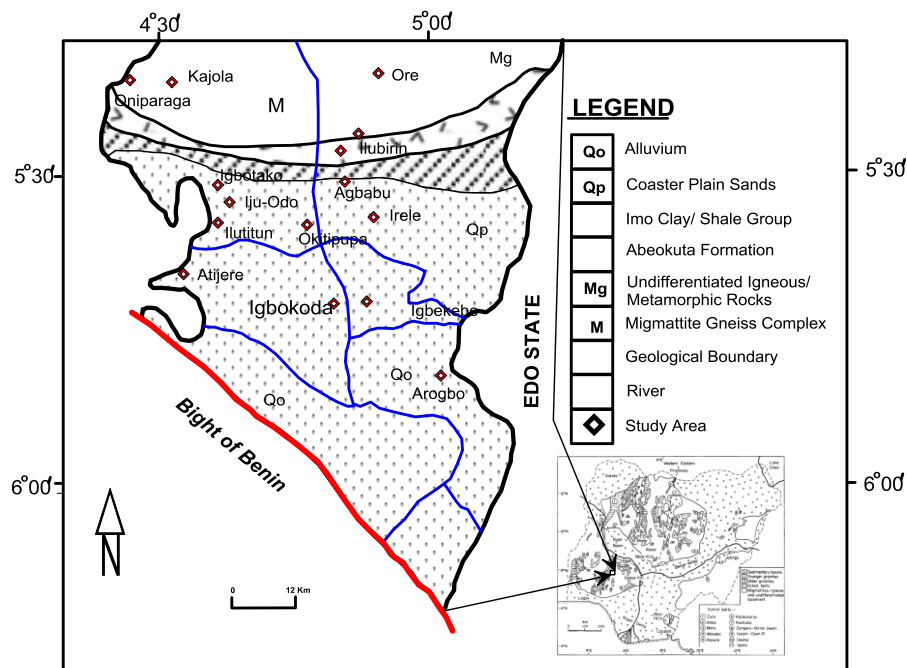 4°30'
5°00'
Mg
Kajola
Ore
Oniparaga
M
Ilubirin
5°30'
5°30'
Igbotako
Agbabu
Iju-Odo
Irele
Ilutitun
Okitipupa
Qp
Atijere
Igbokoda
Igbekebo
Qo
Arogbo
Qo
EDO STATE
Bight of Benin
6°00'
6°00'
N
0
12 Km
LEGEND
Qo Alluvium
Qp Coaster Plain Sands
Imo Clay/ Shale Group
Abeokuta Formation
Mg Undifferentiated Igneous/
Metamorphic Rocks
M Migmattite Gneiss Complex
Geological Boundary
River
Study Area